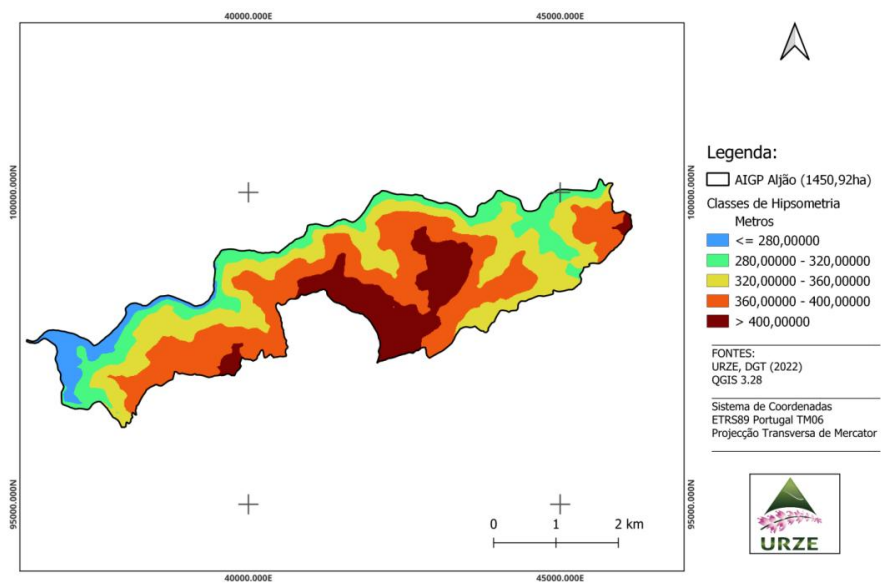 40000.000E 45000.000E
100000.000N
100000.000N
95000.000N
95000.000N
40000.000E 45000.000E
0 1 2 km
Legenda:
AIGP Aljão (1450,92ha)
Classes de Hipsometria
Metros
<= 280,00000
280,00000 - 320,00000
320,00000 - 360,00000
360,00000 - 400,00000
> 400,00000
FONTES:
URZE, DGT (2022)
QGIS 3.28
Sistema de Coordenadas
ETRS89 Portugal TM06
Projecção Transversa de Mercator
URZE